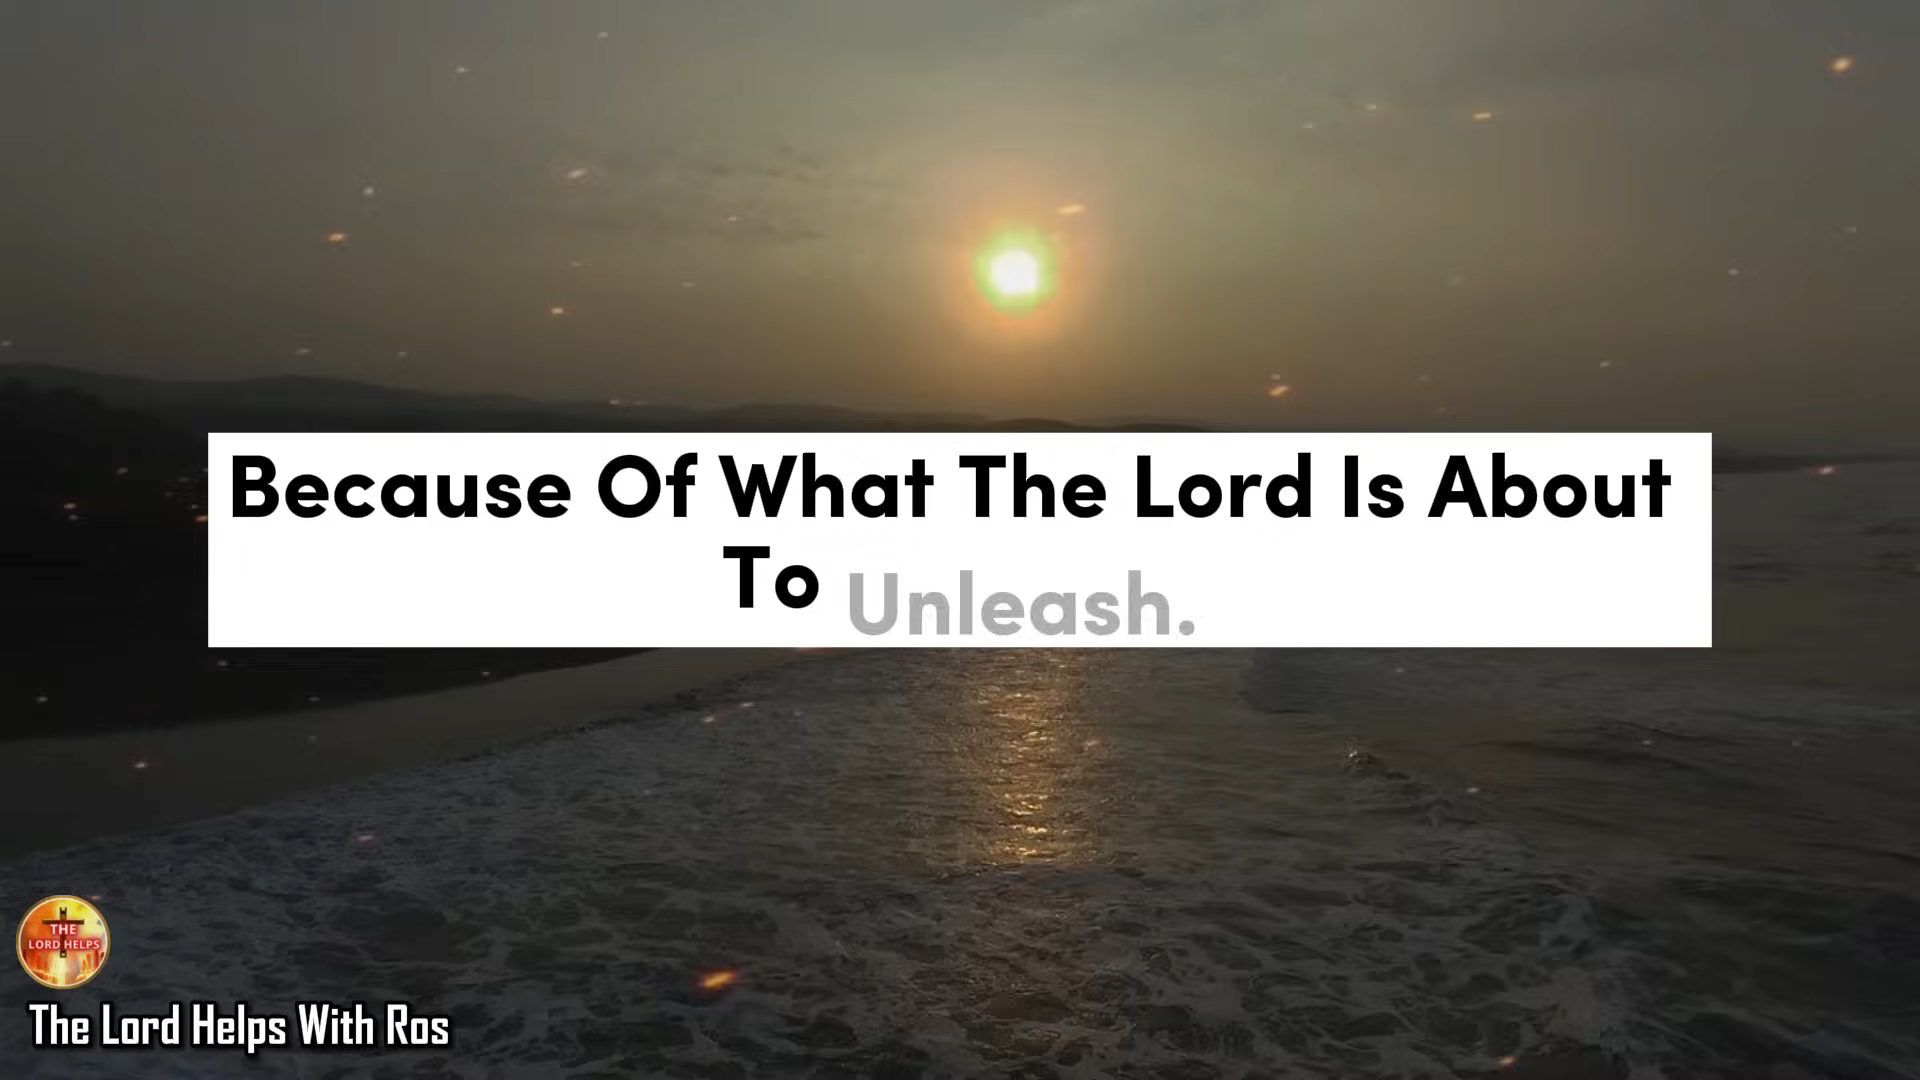 Because Of What The Lord Is About
To Unleash.
THE
LORD HELPS
The Lord Helps With Ros